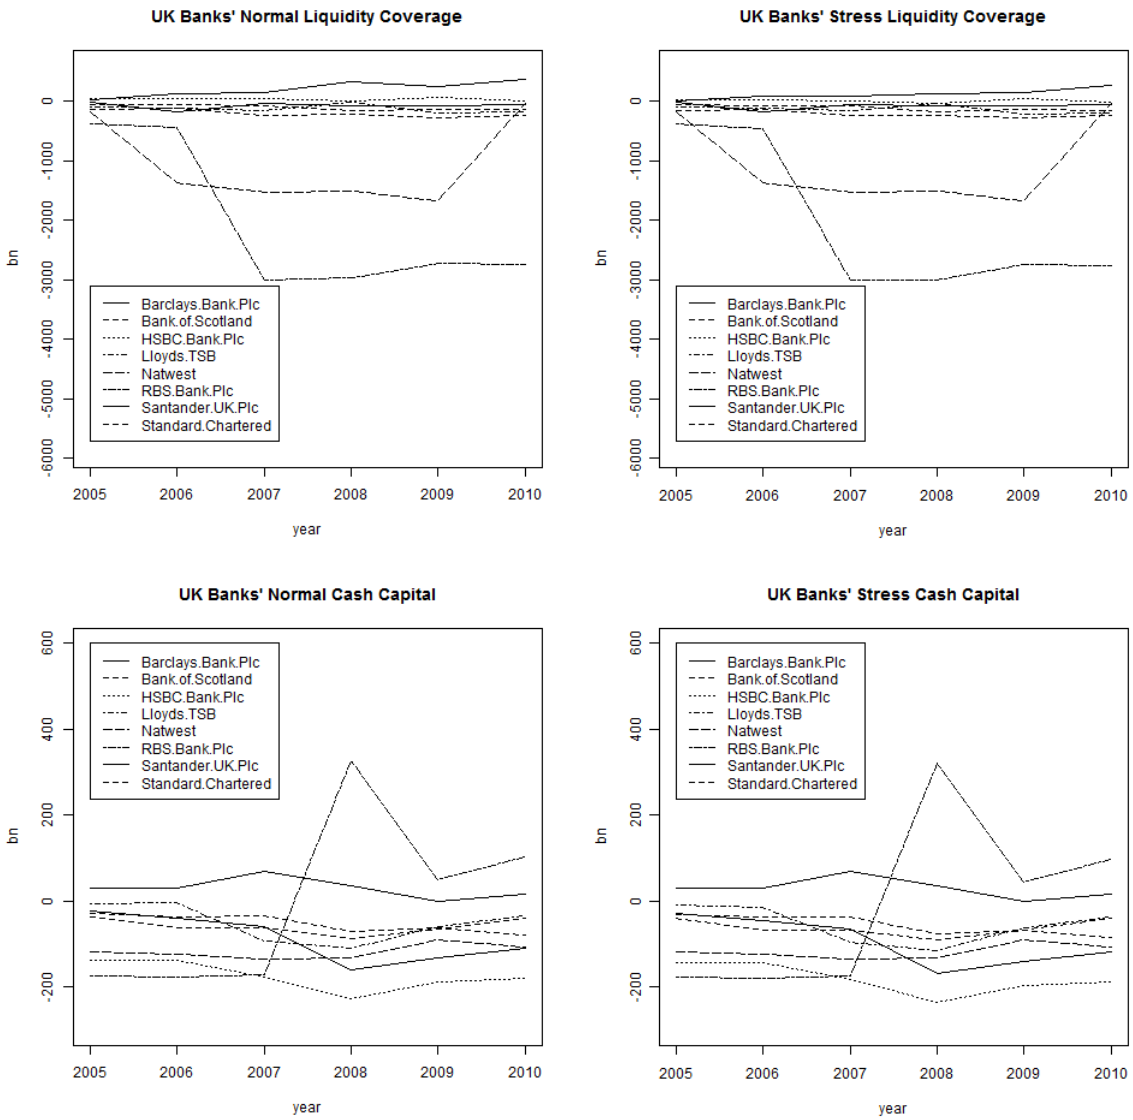 UK Banks' Normal Liquidity Coverage
bn
0
-1000
-2000
-3000
-4000
-5000
-6000
Barclays.Bank.Plc
Bank.of.Scotland
HSBC.Bank.Plc
Lloyds.TSB
Natwest
RBS.Bank.Plc
Santander.UK.Plc
Standard.Chartered
2005 2006 2007 2008 2009 2010
year
UK Banks' Stress Liquidity Coverage
bn
0
-1000
-2000
-3000
-4000
-5000
-6000
Barclays.Bank.Plc
Bank.of.Scotland
HSBC.Bank.Plc
Lloyds.TSB
Natwest
RBS.Bank.Plc
Santander.UK.Plc
Standard.Chartered
2005 2006 2007 2008 2009 2010
year
UK Banks' Normal Cash Capital
bn
600
400
200
0
-200
Barclays.Bank.Plc
Bank.of.Scotland
HSBC.Bank.Plc
Lloyds.TSB
Natwest
RBS.Bank.Plc
Santander.UK.Plc
Standard.Chartered
2005 2006 2007 2008 2009 2010
year
UK Banks' Stress Cash Capital
bn
600
400
200
0
-200
Barclays.Bank.Plc
Bank.of.Scotland
HSBC.Bank.Plc
Lloyds.TSB
Natwest
RBS.Bank.Plc
Santander.UK.Plc
Standard.Chartered
2005 2006 2007 2008 2009 2010
year